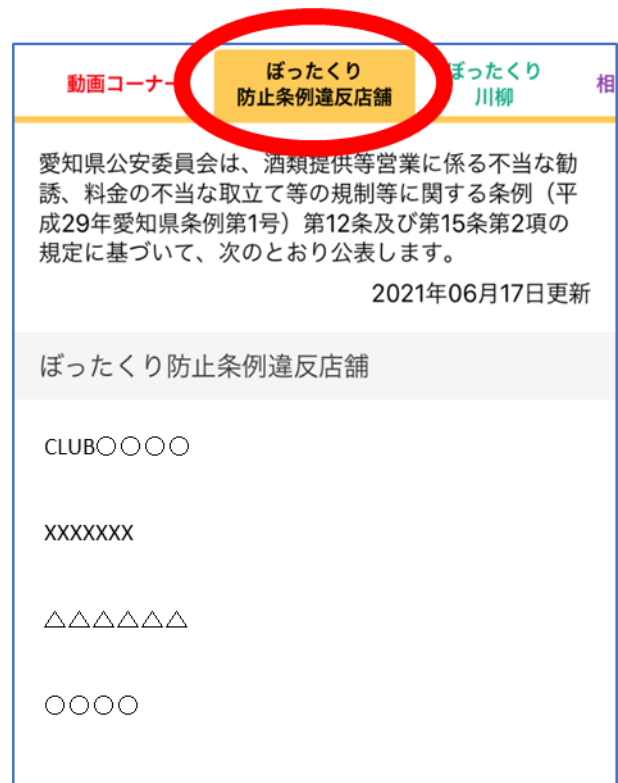 動画コーナー
ぼったくり
防止条例違反店舗
ぼったくり
川柳
相
愛知県公安委員会は、酒類提供等営業に係る不当な勧
誘、料金の不当な取立て等の規制等に関する条例（平
成29年愛知県条例第1号）第12条及び第15条第2項の
規定に基づいて、次のとおり公表します。
2021年06月17日更新
ぼったくり防止条例違反店舗
CLUB○○○○
XXXXXXX
△△△△△△
○○○○